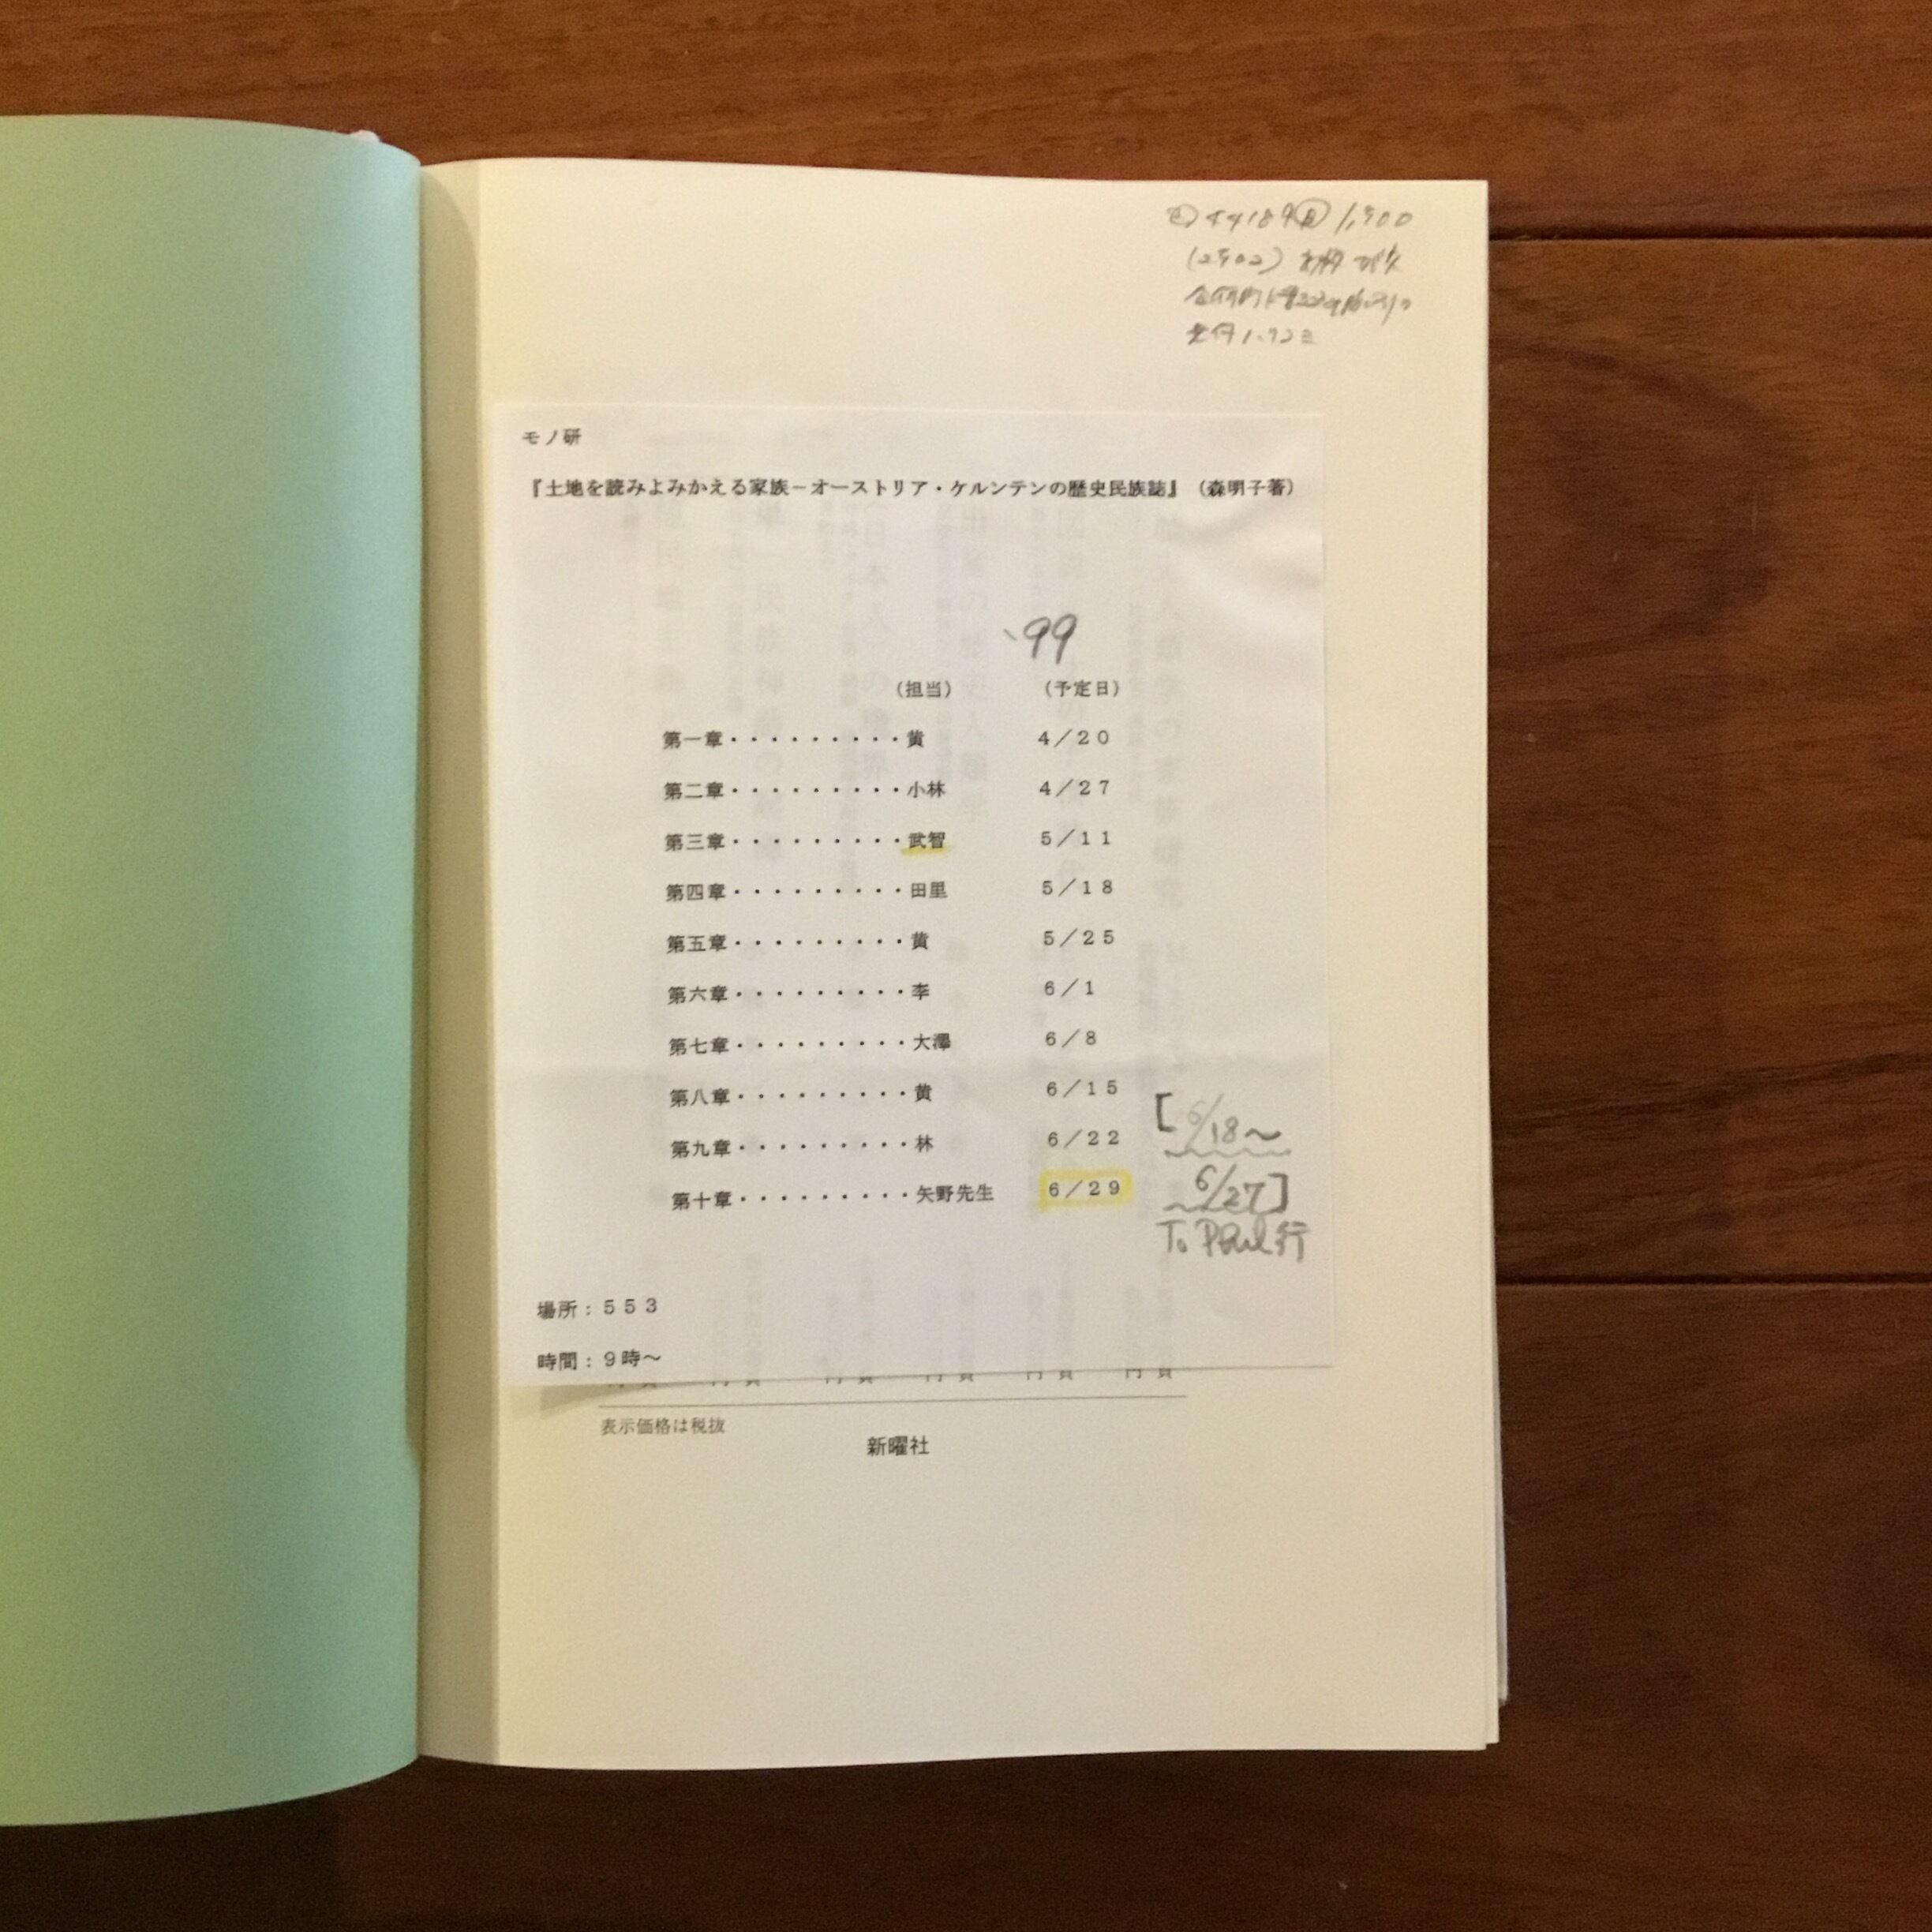 1,900
モノ研
『土地を読みよみかえる家族−オーストリア・ケルンテンの歴史民族誌』（森明子著）
'99
（担当） （予定日）
第一章・・・・・・・・・黄 4／20
第二章・・・・・・・・・小林 4／27
第三章・・・・・・・・・武智 5／11
第四章・・・・・・・・・田里 5／18
第五章・・・・・・・・・黄 5／25
第六章・・・・・・・・・李 6／1
第七章・・・・・・・・・大澤 6／8
第八章・・・・・・・・・黄 6／15
第九章・・・・・・・・・林 6／22
第十章・・・・・・・・・矢野先生 6／29
[6/18～
～6/27]
To 行
場所：553
時間：9時～
表示価格は税抜
新曜社